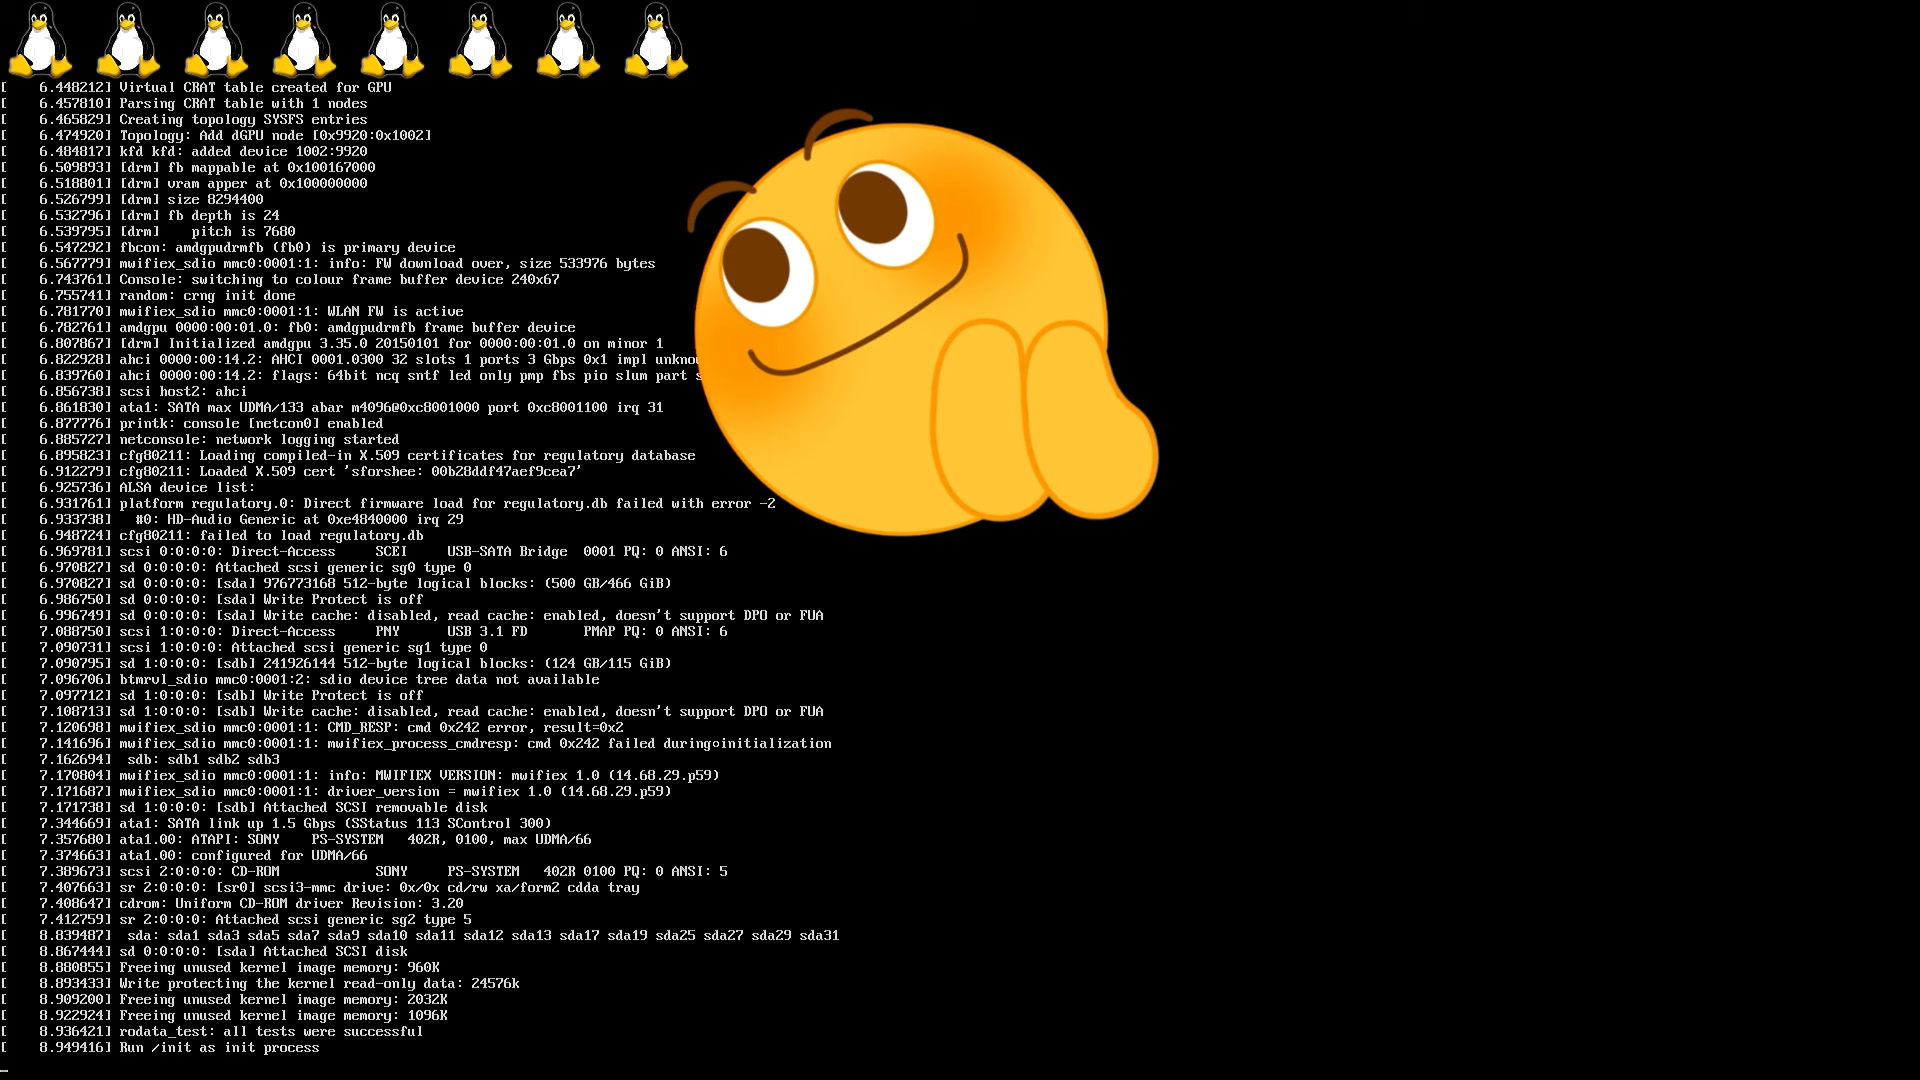 [    6.448212] Virtual CRAT table created for GPU
[    6.457810] Parsing CRAT table with 1 nodes
[    6.465829] Creating topology SYSFS entries
[    6.474920] Topology: Add dGPU node [0x9920:0x1002]
[    6.484817] kfd kfd: added device 1002:9920
[    6.509893] [drm] fb mappable at 0x100167000
[    6.518801] [drm] vram apper at 0x100000000
[    6.526799] [drm] size 8294400
[    6.532796] [drm] fb depth is 24
[    6.539795] [drm]    pitch is 7680
[    6.547292] fbcon: amdgpudrmfb (fb0) is primary device
[    6.567779] mwifiex_sdio mmc0:0001:1: info: FW download over, size 533976 bytes
[    6.743761] Console: switching to colour frame buffer device 240x67
[    6.755741] random: crng init done
[    6.781770] mwifiex_sdio mmc0:0001:1: WLAN FW is active
[    6.782761] amdgpu 0000:00:01.0: fb0: amdgpudrmfb frame buffer device
[    6.807867] [drm] Initialized amdgpu 3.35.0 20150101 for 0000:00:01.0 on minor 1
[    6.822928] ahci 0000:00:14.2: AHCI 0001.0300 32 slots 1 ports 3 Gbps 0x1 impl
[    6.839760] ahci 0000:00:14.2: flags: 64bit ncq sntf led only pmp fbs pio slum part
[    6.856738] scsi host2: ahci
[    6.861830] ata1: SATA max UDMA/133 abar m4096@0xc8001000 port 0xc8001100 irq 31
[    6.877776] printk: console [netcon0] enabled
[    6.885727] netconsole: network logging started
[    6.895823] cfg80211: Loading compiled-in X.509 certificates for regulatory database
[    6.912279] cfg80211: Loaded X.509 cert 'sforshee: 00b28ddf47aef9cea7'
[    6.925736] ALSA device list:
[    6.931761] platform regulatory.0: Direct firmware load for regulatory.db failed with error -2
[    6.933738]   #0: HD-Audio Generic at 0xe4840000 irq 29
[    6.948724] cfg80211: failed to load regulatory.db
[    6.969781] scsi 0:0:0:0: Direct-Access     SCEI     USB-SATA Bridge  0001 PQ: 0 ANSI: 6
[    6.970827] sd 0:0:0:0: Attached scsi generic sg0 type 0
[    6.970827] sd 0:0:0:0: [sda] 976773168 512-byte logical blocks: (500 GB/466 GiB)
[    6.986750] sd 0:0:0:0: [sda] Write Protect is off
[    6.996749] sd 0:0:0:0: [sda] Write cache: disabled, read cache: enabled, doesn't support DPO or FUA
[    7.088750] scsi 1:0:0:0: Direct-Access     PNY      USB 3.1 FD       PMAP PQ: 0 ANSI: 6
[    7.090731] scsi 1:0:0:0: Attached scsi generic sg1 type 0
[    7.090795] sd 1:0:0:0: [sdb] 241926144 512-byte logical blocks: (124 GB/115 GiB)
[    7.096706] btmrvl_sdio mmc0:0001:2: sdio device tree data not available
[    7.097712] sd 1:0:0:0: [sdb] Write Protect is off
[    7.108713] sd 1:0:0:0: [sdb] Write cache: disabled, read cache: enabled, doesn't support DPO or FUA
[    7.120698] mwifiex_sdio mmc0:0001:1: CMD_RESP: cmd 0x242 error, result=0x2
[    7.141696] mwifiex_sdio mmc0:0001:1: mwifiex_process_cmdresp: cmd 0x242 failed during○initialization
[    7.162694]  sdb: sdb1 sdb2 sdb3
[    7.170804] mwifiex_sdio mmc0:0001:1: info: MWIFIEX VERSION: mwifiex 1.0 (14.68.29.p59)
[    7.171687] mwifiex_sdio mmc0:0001:1: driver_version = mwifiex 1.0 (14.68.29.p59)
[    7.171738] sd 1:0:0:0: [sdb] Attached SCSI removable disk
[    7.344669] ata1: SATA link up 1.5 Gbps (SStatus 113 SControl 300)
[    7.357680] ata1.00: ATAPI: SONY    PS-SYSTEM   402R, 0100, max UDMA/66
[    7.374663] ata1.00: configured for UDMA/66
[    7.389673] scsi 2:0:0:0: CD-ROM            SONY     PS-SYSTEM   402R 0100 PQ: 0 ANSI: 5
[    7.407663] sr 2:0:0:0: [sr0] scsi3-mmc drive: 0x/0x cd/rw xa/form2 cdda tray
[    7.408647] cdrom: Uniform CD-ROM driver Revision: 3.20
[    7.412759] sr 2:0:0:0: Attached scsi generic sg2 type 5
[    8.839487]  sda: sda1 sda3 sda5 sda7 sda9 sda10 sda11 sda12 sda13 sda17 sda19 sda25 sda27 sda29 sda31
[    8.867444] sd 0:0:0:0: [sda] Attached SCSI disk
[    8.880855] Freeing unused kernel image memory: 960K
[    8.893433] Write protecting the kernel read-only data: 24576k
[    8.909200] Freeing unused kernel image memory: 2032K
[    8.922924] Freeing unused kernel image memory: 1096K
[    8.936421] rodata_test: all tests were successful
[    8.949416] Run /init as init process